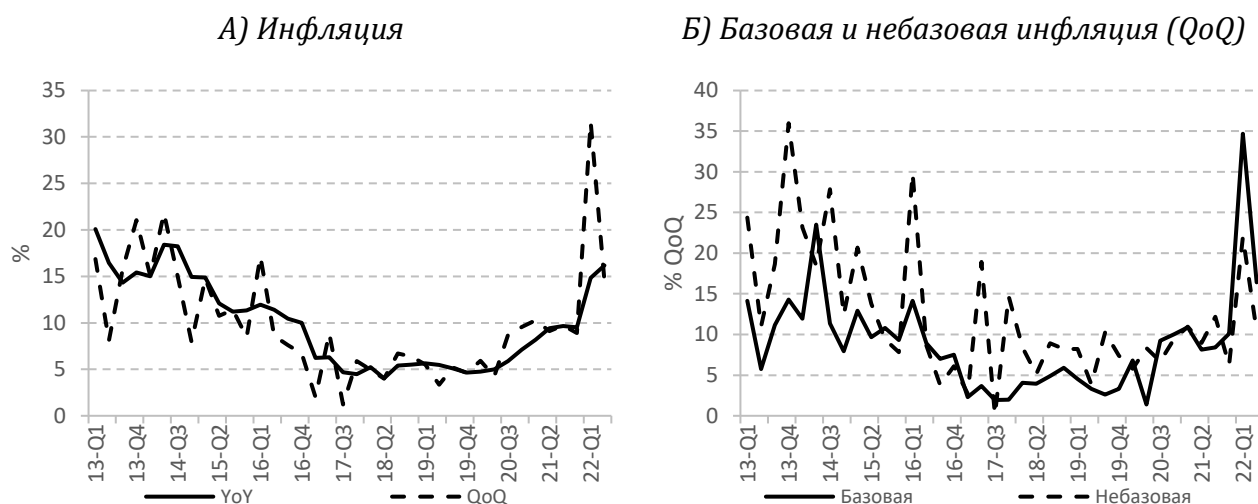 А) Инфляция
35
30
25
20
15
10
5
0
%
13-Q1
13-Q4
14-Q3
15-Q2
16-Q1
16-Q4
17-Q3
18-Q2
19-Q1
19-Q4
20-Q3
21-Q2
22-Q1
YoY
QoQ
Б) Базовая и небазовая инфляция (QoQ)
40
35
30
25
20
15
10
5
0
% QoQ
13-Q1
13-Q4
14-Q3
15-Q2
16-Q1
16-Q4
17-Q3
18-Q2
19-Q1
19-Q4
20-Q3
21-Q2
22-Q1
Базовая
Небазовая